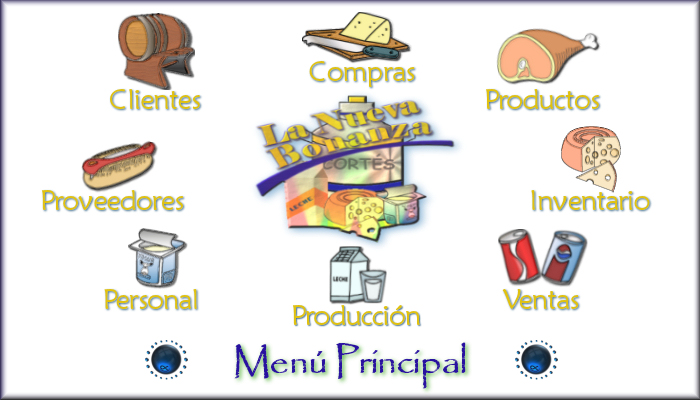 Compras
Clientes
Productos
La Nueva
Bonanza
CORTES
LECHE
Proveedores
Inventario
Personal
LECHE
Producción
Ventas
Menú Principal